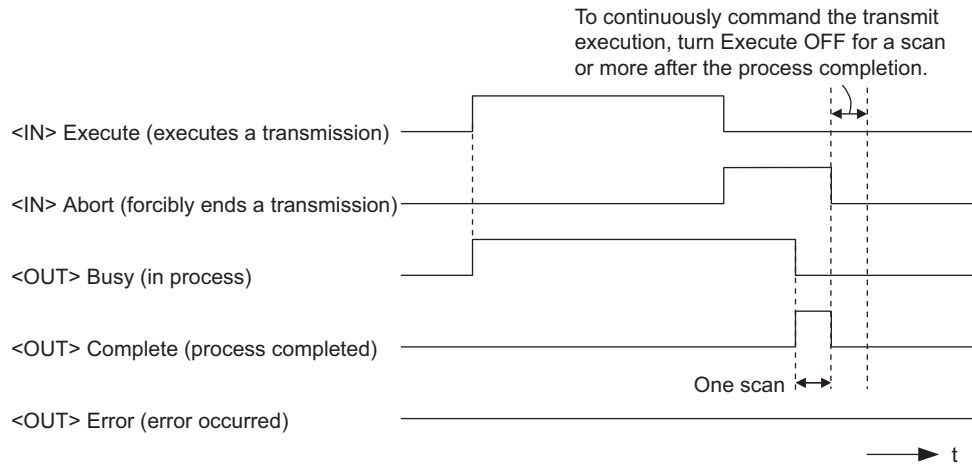 To continuously command the transmit
execution, turn Execute OFF for a scan
or more after the process completion.
<IN> Execute (executes a transmission)
<IN> Abort (forcibly ends a transmission)
<OUT> Busy (in process)
<OUT> Complete (process completed)
One scan
<OUT> Error (error occurred)
t